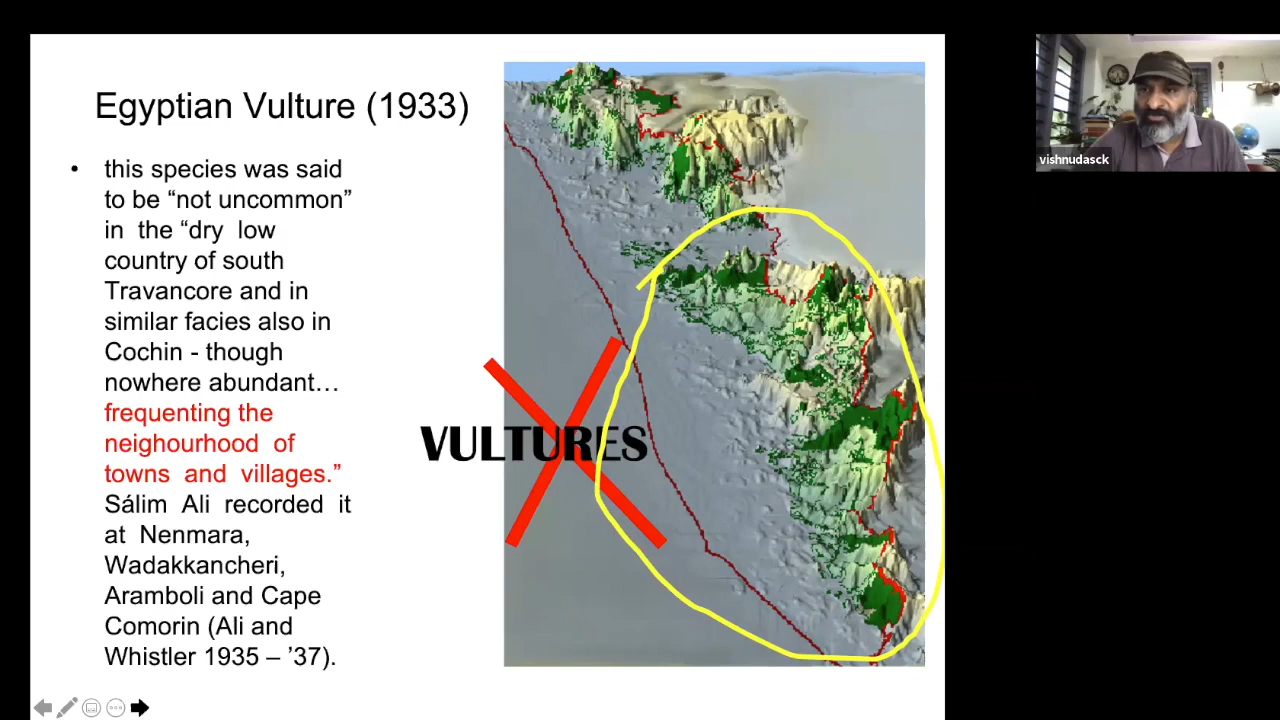 Egyptian Vulture (1933)
• this species was said
to be “not uncommon”
in the “dry low
country of south
Travancore and in
similar facies also in
Cochin - though
nowhere abundant…
frequenting the
neighourhood of
towns and villages.”
Sálim Ali recorded it
at Nenmara,
Wadakkancheri,
Aramboli and Cape
Comorin (Ali and
Whistler 1935 – ’37).
VULTURES
vishnudasck